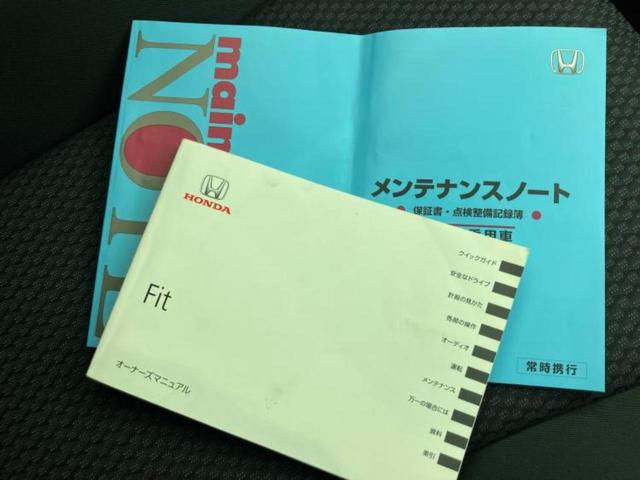 main
NOTE
メンテナンスノート
保証書・点検整備記録簿
乗用車
常時携行
HONDA
Fit
オーナーズマニュアル
クイックガイド
安全なドライブ
計器の見かた
各部の操作
オーディオ
運転
メンテナンス
万一の場合には
資料
索引